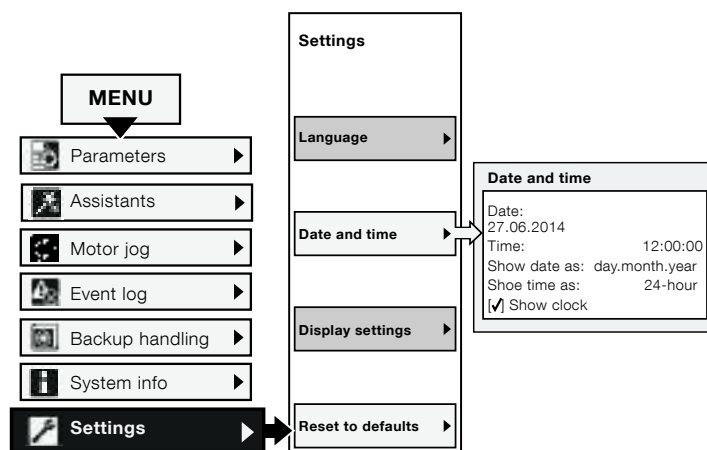 MENU
Parameters
Assistants
Motor jog
Event log
Backup handling
System info
Settings
Settings
Language
Date and time
Display settings
Reset to defaults
Date and time
Date:
27.06.2014
Time: 12:00:00
Show date as: day.month.year
Shoe time as: 24-hour
[✓] Show clock